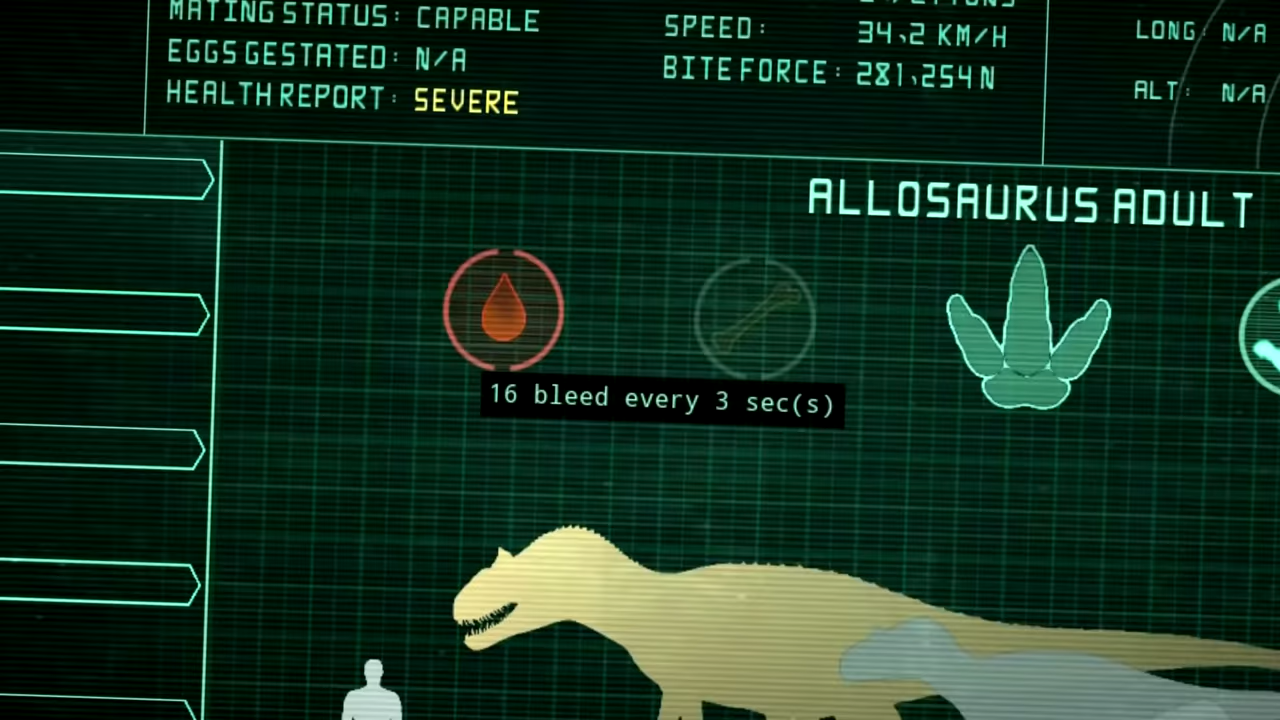 MATING STATUS: CAPABLE
EGGS GESTATED: N/A
HEALTH REPORT: SEVERE
SPEED: 34,2 KM/H
BITE FORCE: 281,254 N
LONG: N/A
ALT: N/A
ALLOSAURUS ADULT
16 bleed every 3 sec(s)